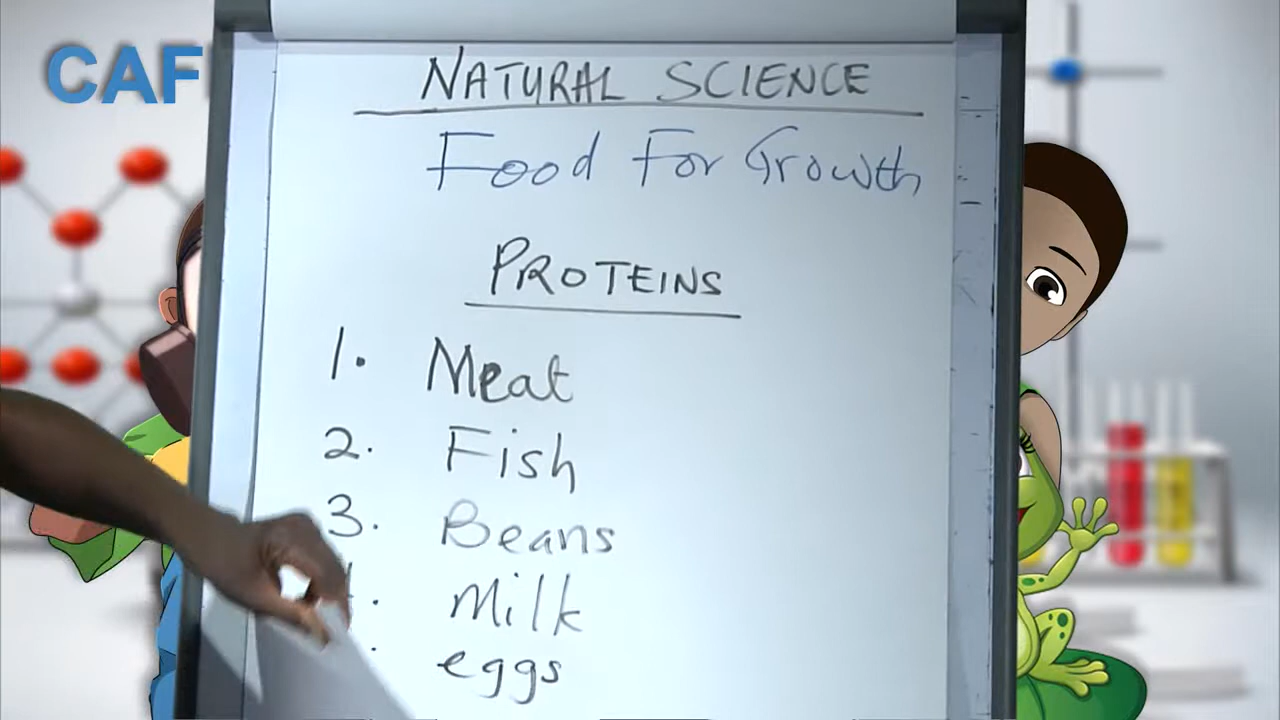 CAF
NATURAL SCIENCE
Food For Growth
PROTEINS
1. Meat
2. Fish
3. Beans
. Milk
. eggs